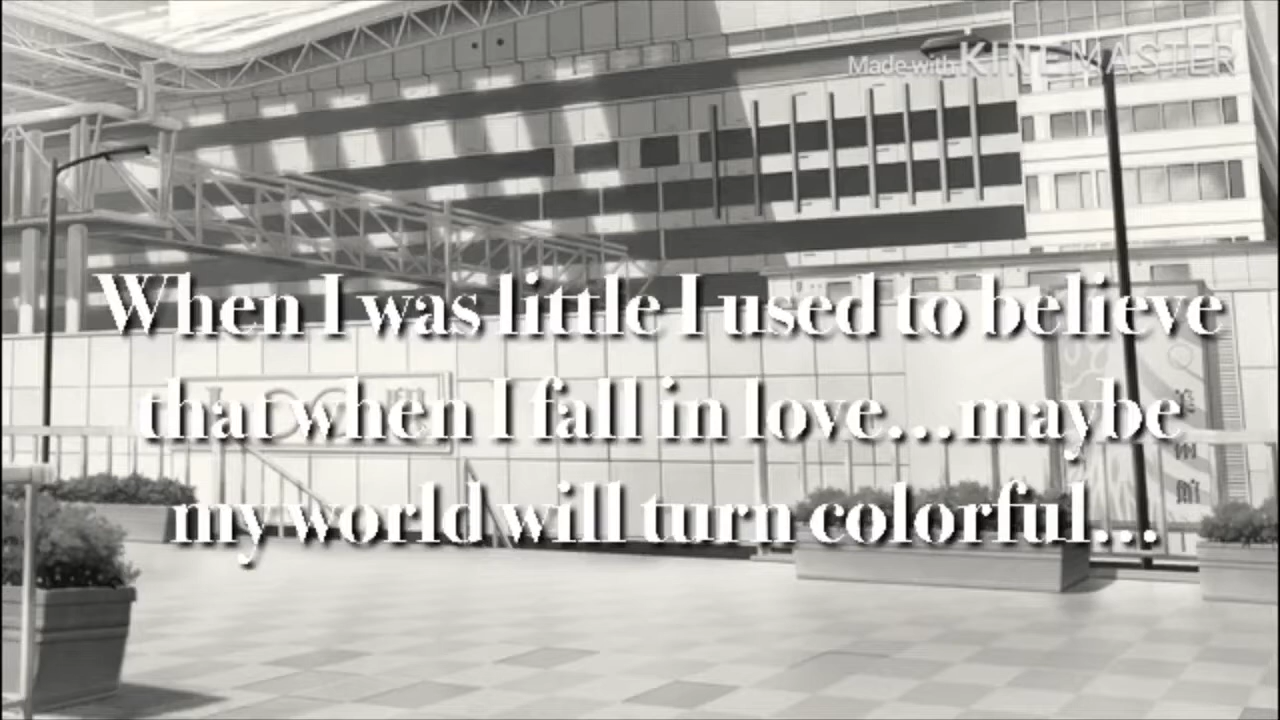 Made with KINEMASTER
When I was little I used to believe
that when I fall in love...maybe
my world will turn colorful...